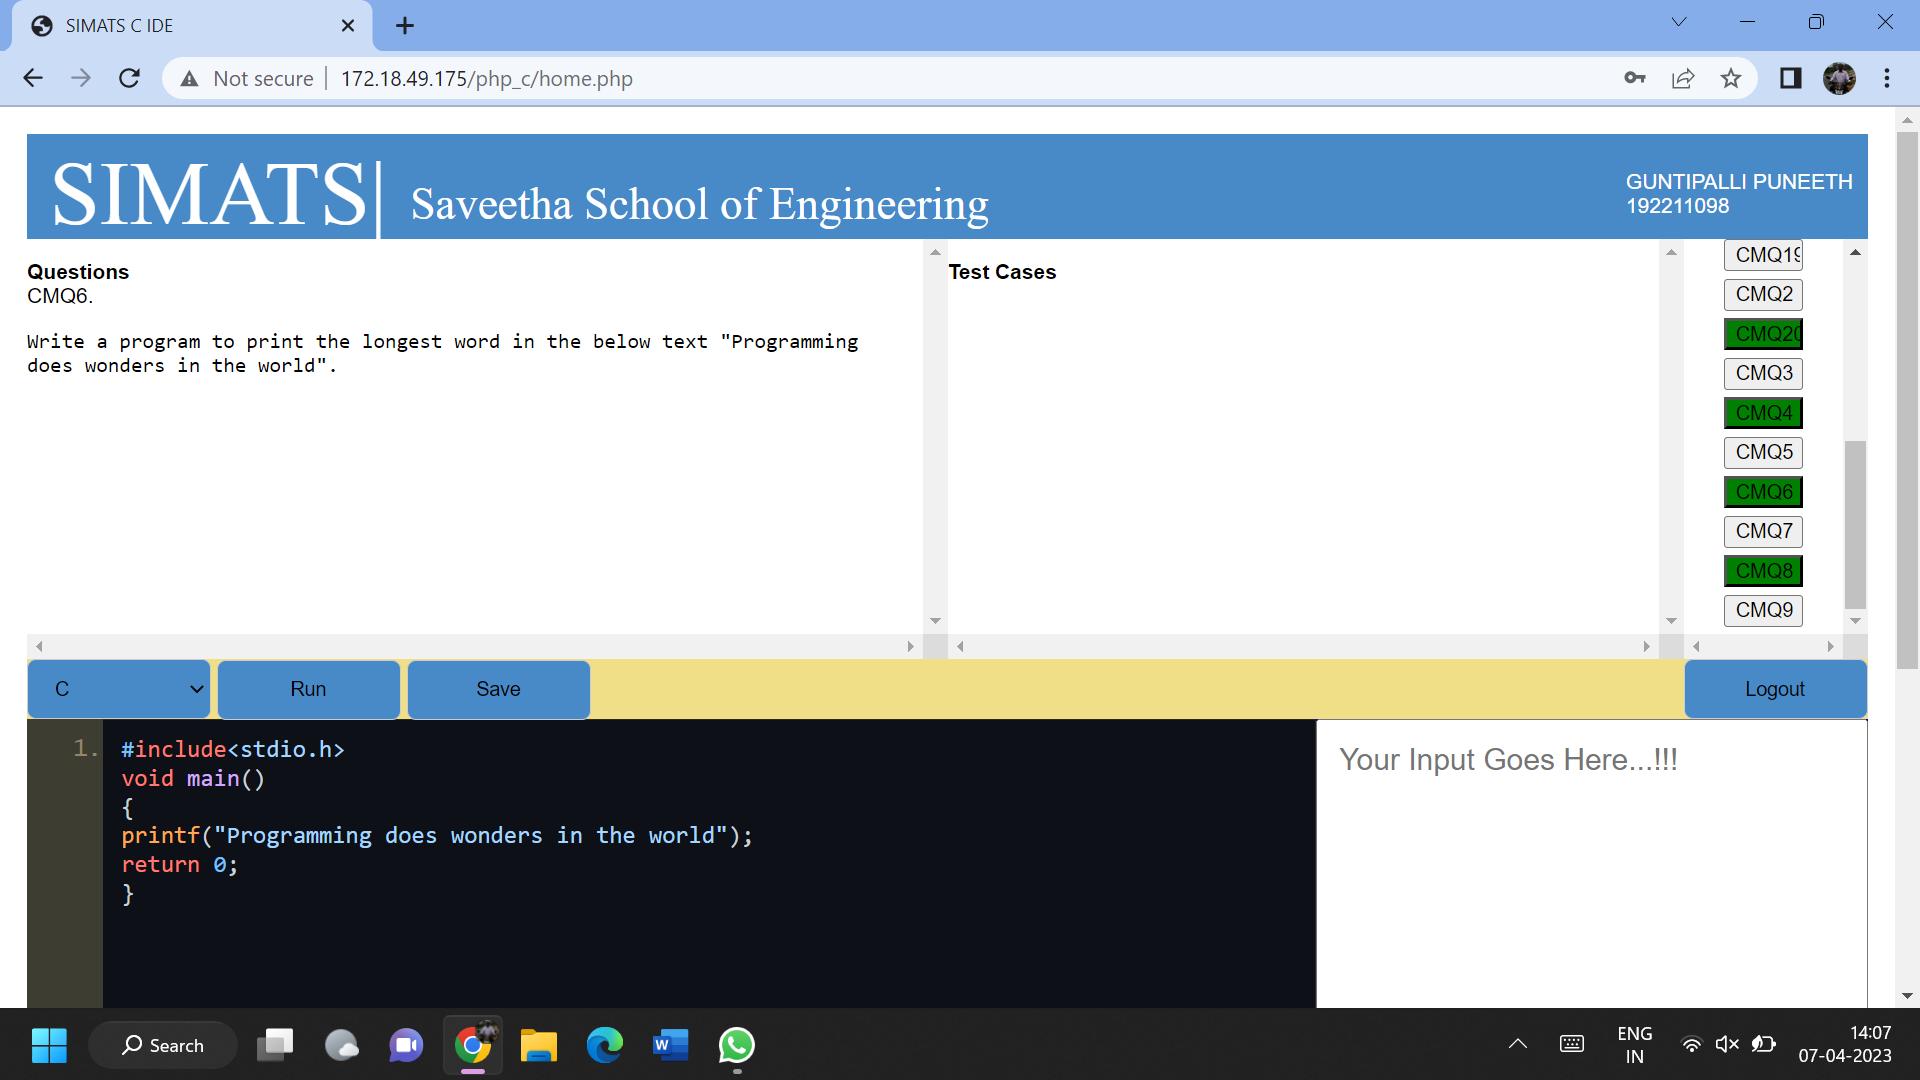 SIMATS C IDE
Not secure
172.18.49.175/php_c/home.php
SIMATS| Saveetha School of Engineering
GUNTIPALLI PUNEETH
192211098
Questions
CMQ6.
Write a program to print the longest word in the below text "Programming
does wonders in the world".
Test Cases
CMQ19
CMQ2
CMQ20
CMQ3
CMQ4
CMQ5
CMQ6
CMQ7
CMQ8
CMQ9
C
Run
Save
Logout
1.
#include<stdio.h>
void main()
{
printf("Programming does wonders in the world");
return 0;
}
Your Input Goes Here...!!!
Search
ENG
IN
14:07
07-04-2023